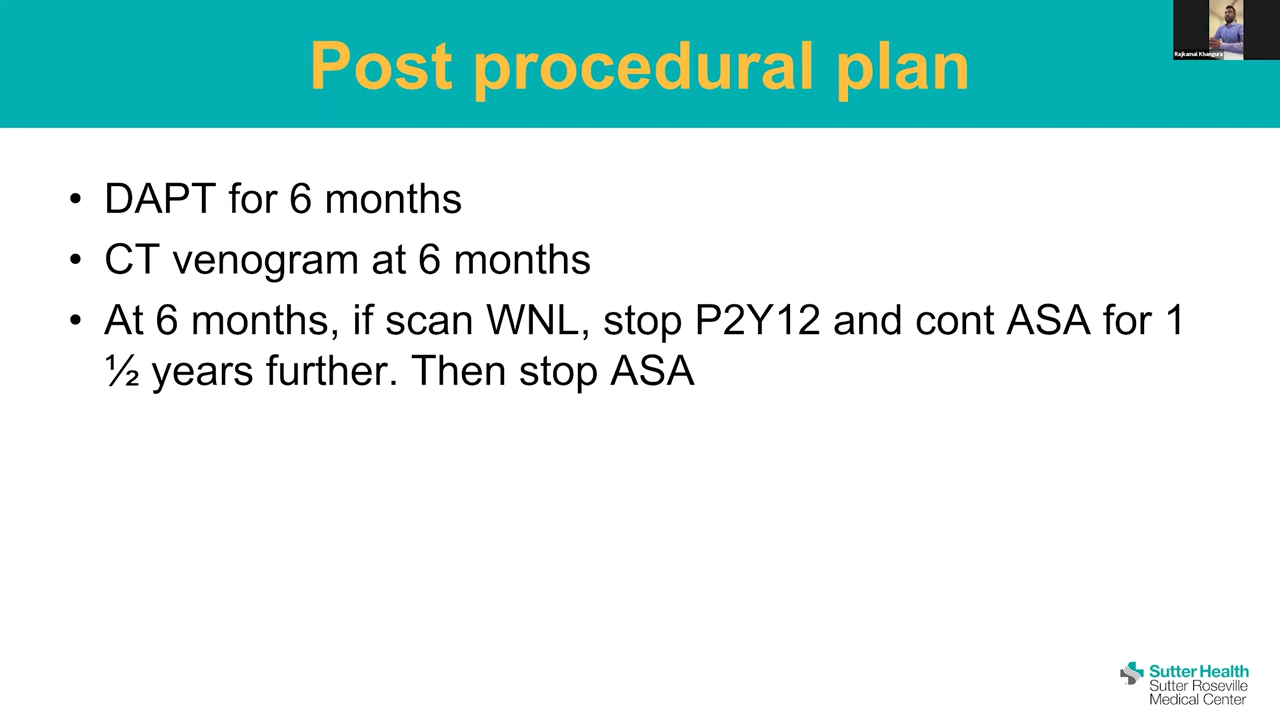 Post procedural plan
Rajkamal Khangura
• DAPT for 6 months
• CT venogram at 6 months
• At 6 months, if scan WNL, stop P2Y12 and cont ASA for 1
½ years further. Then stop ASA
Sutter Health
Sutter Roseville
Medical Center